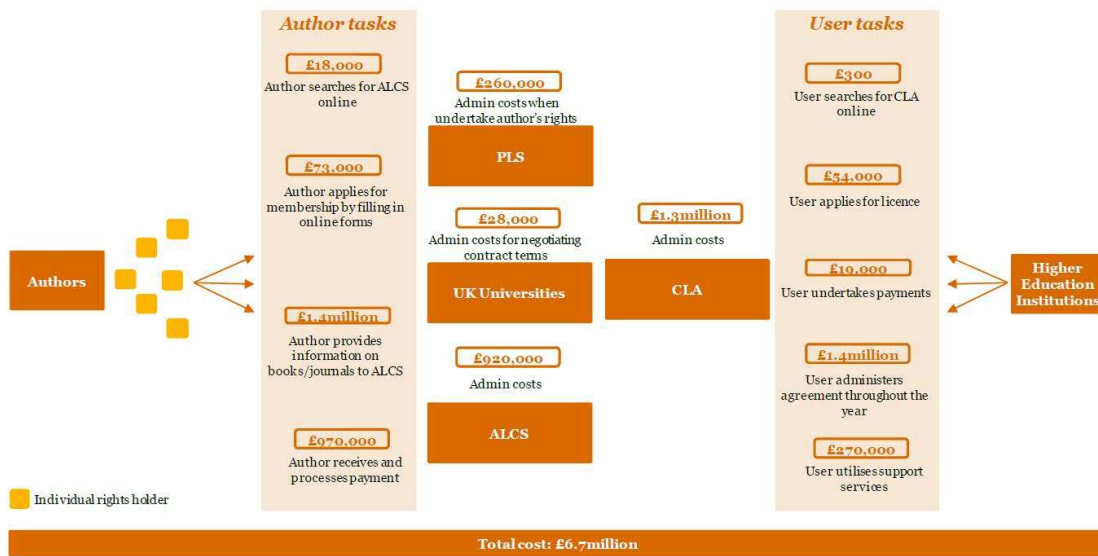 Author tasks
£18,000
Author searches for ALCS
online
£73,000
Author applies for
membership by filling in
online forms
£1.4million
Author provides
information on
books/journals to ALCS
£970,000
Author receives and
processes payment
Authors
Individual rights holder
£260,000
Admin costs when
undertake author's rights
PLS
£28,000
Admin costs for negotiating
contract terms
UK Universities
£920,000
Admin costs
ALCS
£1.3million
Admin costs
CLA
User tasks
£300
User searches for CLA
online
£54,000
User applies for licence
£19,000
User undertakes payments
£1.4million
User administers
agreement throughout the
year
£270,000
User utilises support
services
Higher
Education
Institutions
Total cost: £6.7million